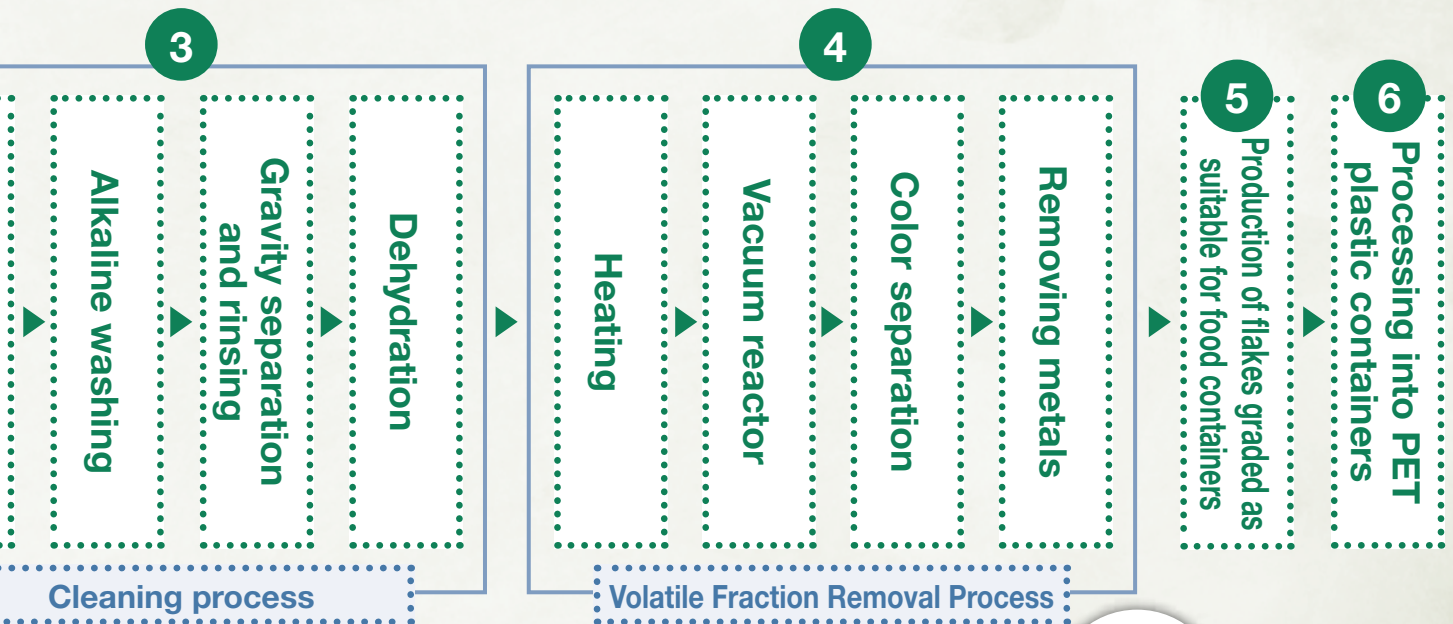 3
Alkaline washing
Gravity separation
and rinsing
Dehydration
Cleaning process
4
Heating
Vacuum reactor
Color separation
Removing metals
Volatile Fraction Removal Process
5
Production of flakes graded as
suitable for food containers
6
Processing into PET
plastic containers